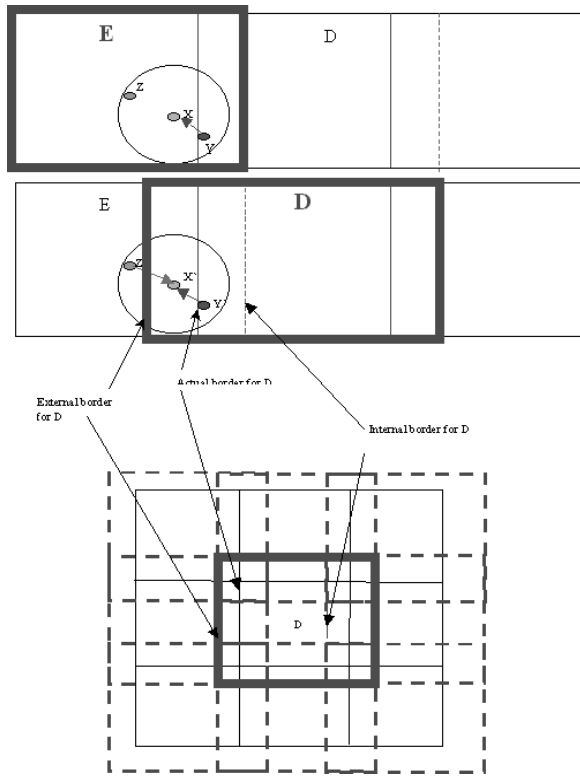 E
D
Z
X
Y
E
D
Z
X`
Y`
Actual border for D
External border
for D
Internal border for D
D